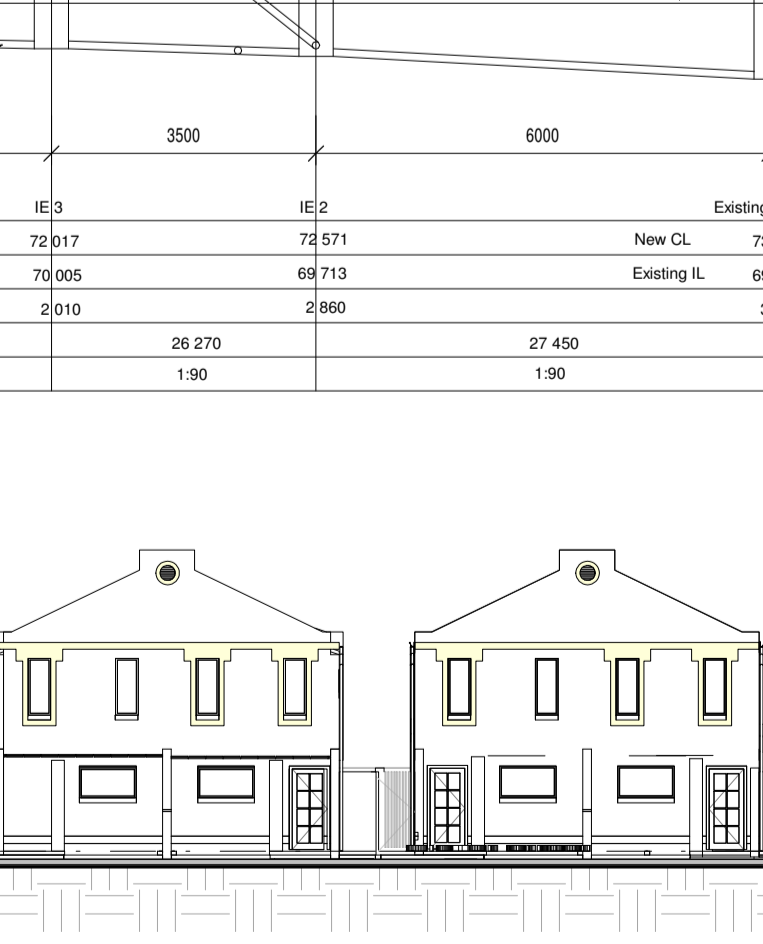 3500 6000
IE 3 IE 2 Existing
72 017 72 571 New CL
70 005 69 713 Existing IL
2 010 2 860
26 270 27 450
1:90 1:90